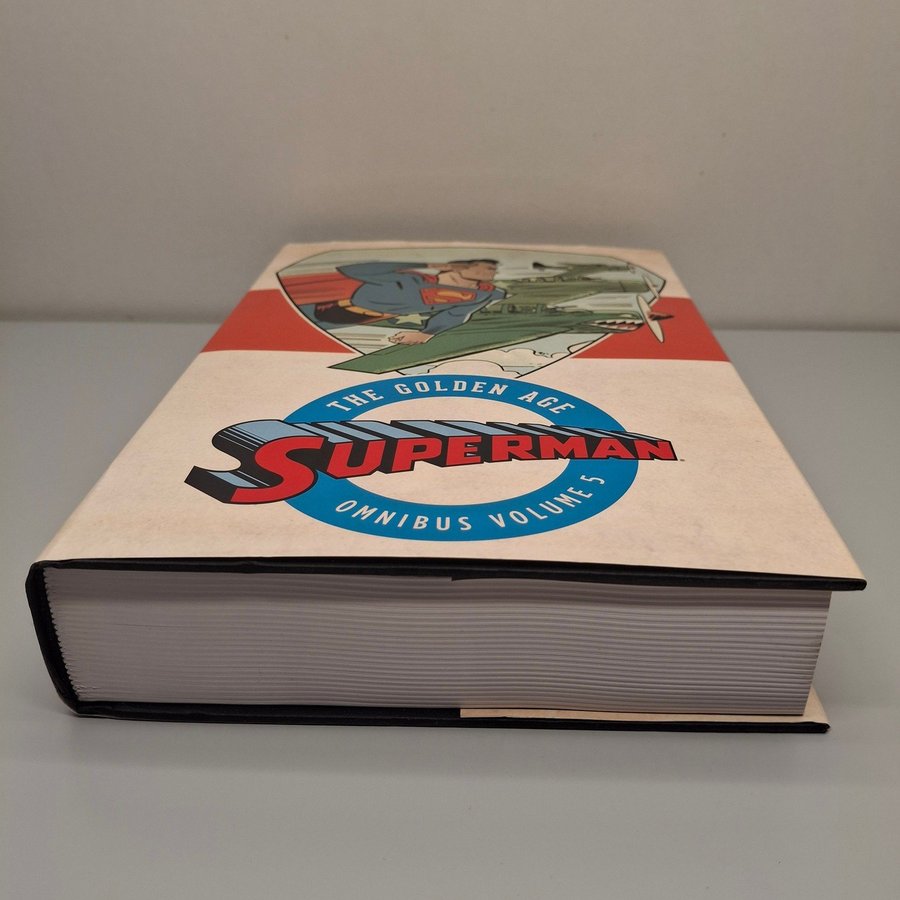 THE GOLDEN AGE
SUPERMAN
OMNIBUS VOLUME 5